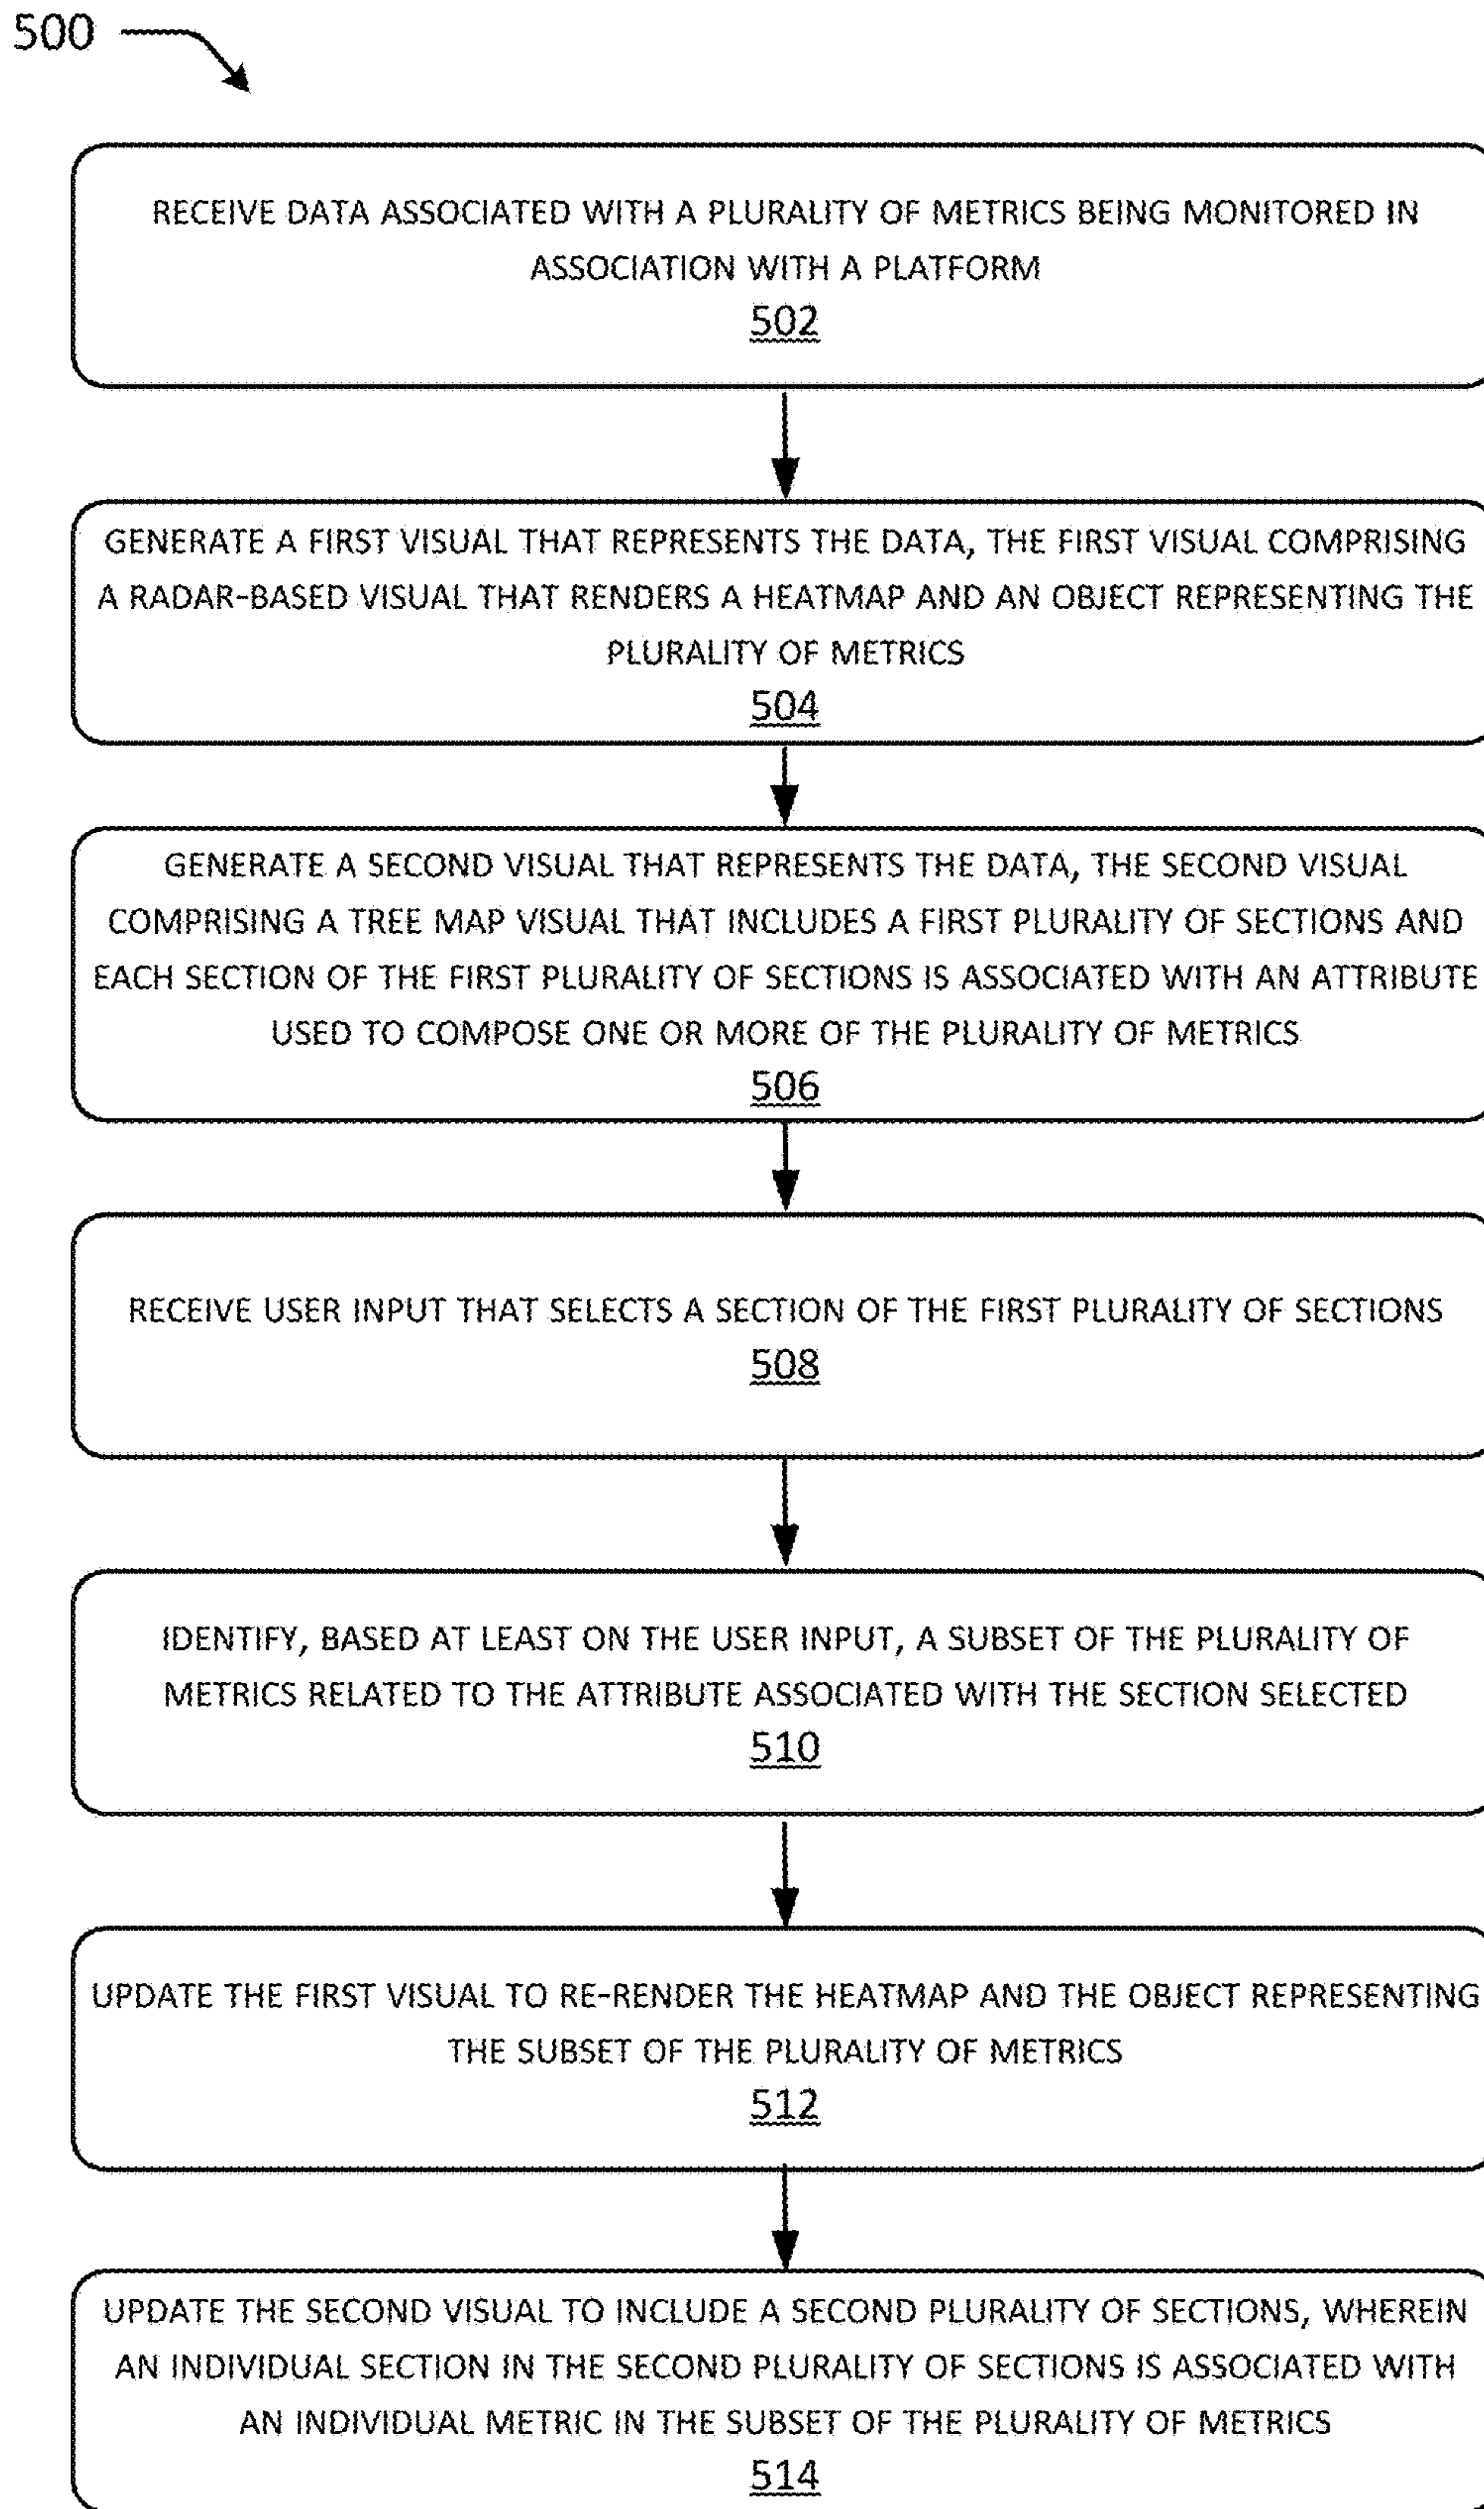 500
RECEIVE DATA ASSOCIATED WITH A PLURALITY OF METRICS BEING MONITORED IN
ASSOCIATION WITH A PLATFORM
502
GENERATE A FIRST VISUAL THAT REPRESENTS THE DATA, THE FIRST VISUAL COMPRISING
A RADAR-BASED VISUAL THAT RENDERS A HEATMAP AND AN OBJECT REPRESENTING THE
PLURALITY OF METRICS
504
GENERATE A SECOND VISUAL THAT REPRESENTS THE DATA, THE SECOND VISUAL
COMPRISING A TREE MAP VISUAL THAT INCLUDES A FIRST PLURALITY OF SECTIONS AND
EACH SECTION OF THE FIRST PLURALITY OF SECTIONS IS ASSOCIATED WITH AN ATTRIBUTE
USED TO COMPOSE ONE OR MORE OF THE PLURALITY OF METRICS
506
RECEIVE USER INPUT THAT SELECTS A SECTION OF THE FIRST PLURALITY OF SECTIONS
508
IDENTIFY, BASED AT LEAST ON THE USER INPUT, A SUBSET OF THE PLURALITY OF
METRICS RELATED TO THE ATTRIBUTE ASSOCIATED WITH THE SECTION SELECTED
510
UPDATE THE FIRST VISUAL TO RE-RENDER THE HEATMAP AND THE OBJECT REPRESENTING
THE SUBSET OF THE PLURALITY OF METRICS
512
UPDATE THE SECOND VISUAL TO INCLUDE A SECOND PLURALITY OF SECTIONS, WHEREIN
AN INDIVIDUAL SECTION IN THE SECOND PLURALITY OF SECTIONS IS ASSOCIATED WITH
AN INDIVIDUAL METRIC IN THE SUBSET OF THE PLURALITY OF METRICS
514